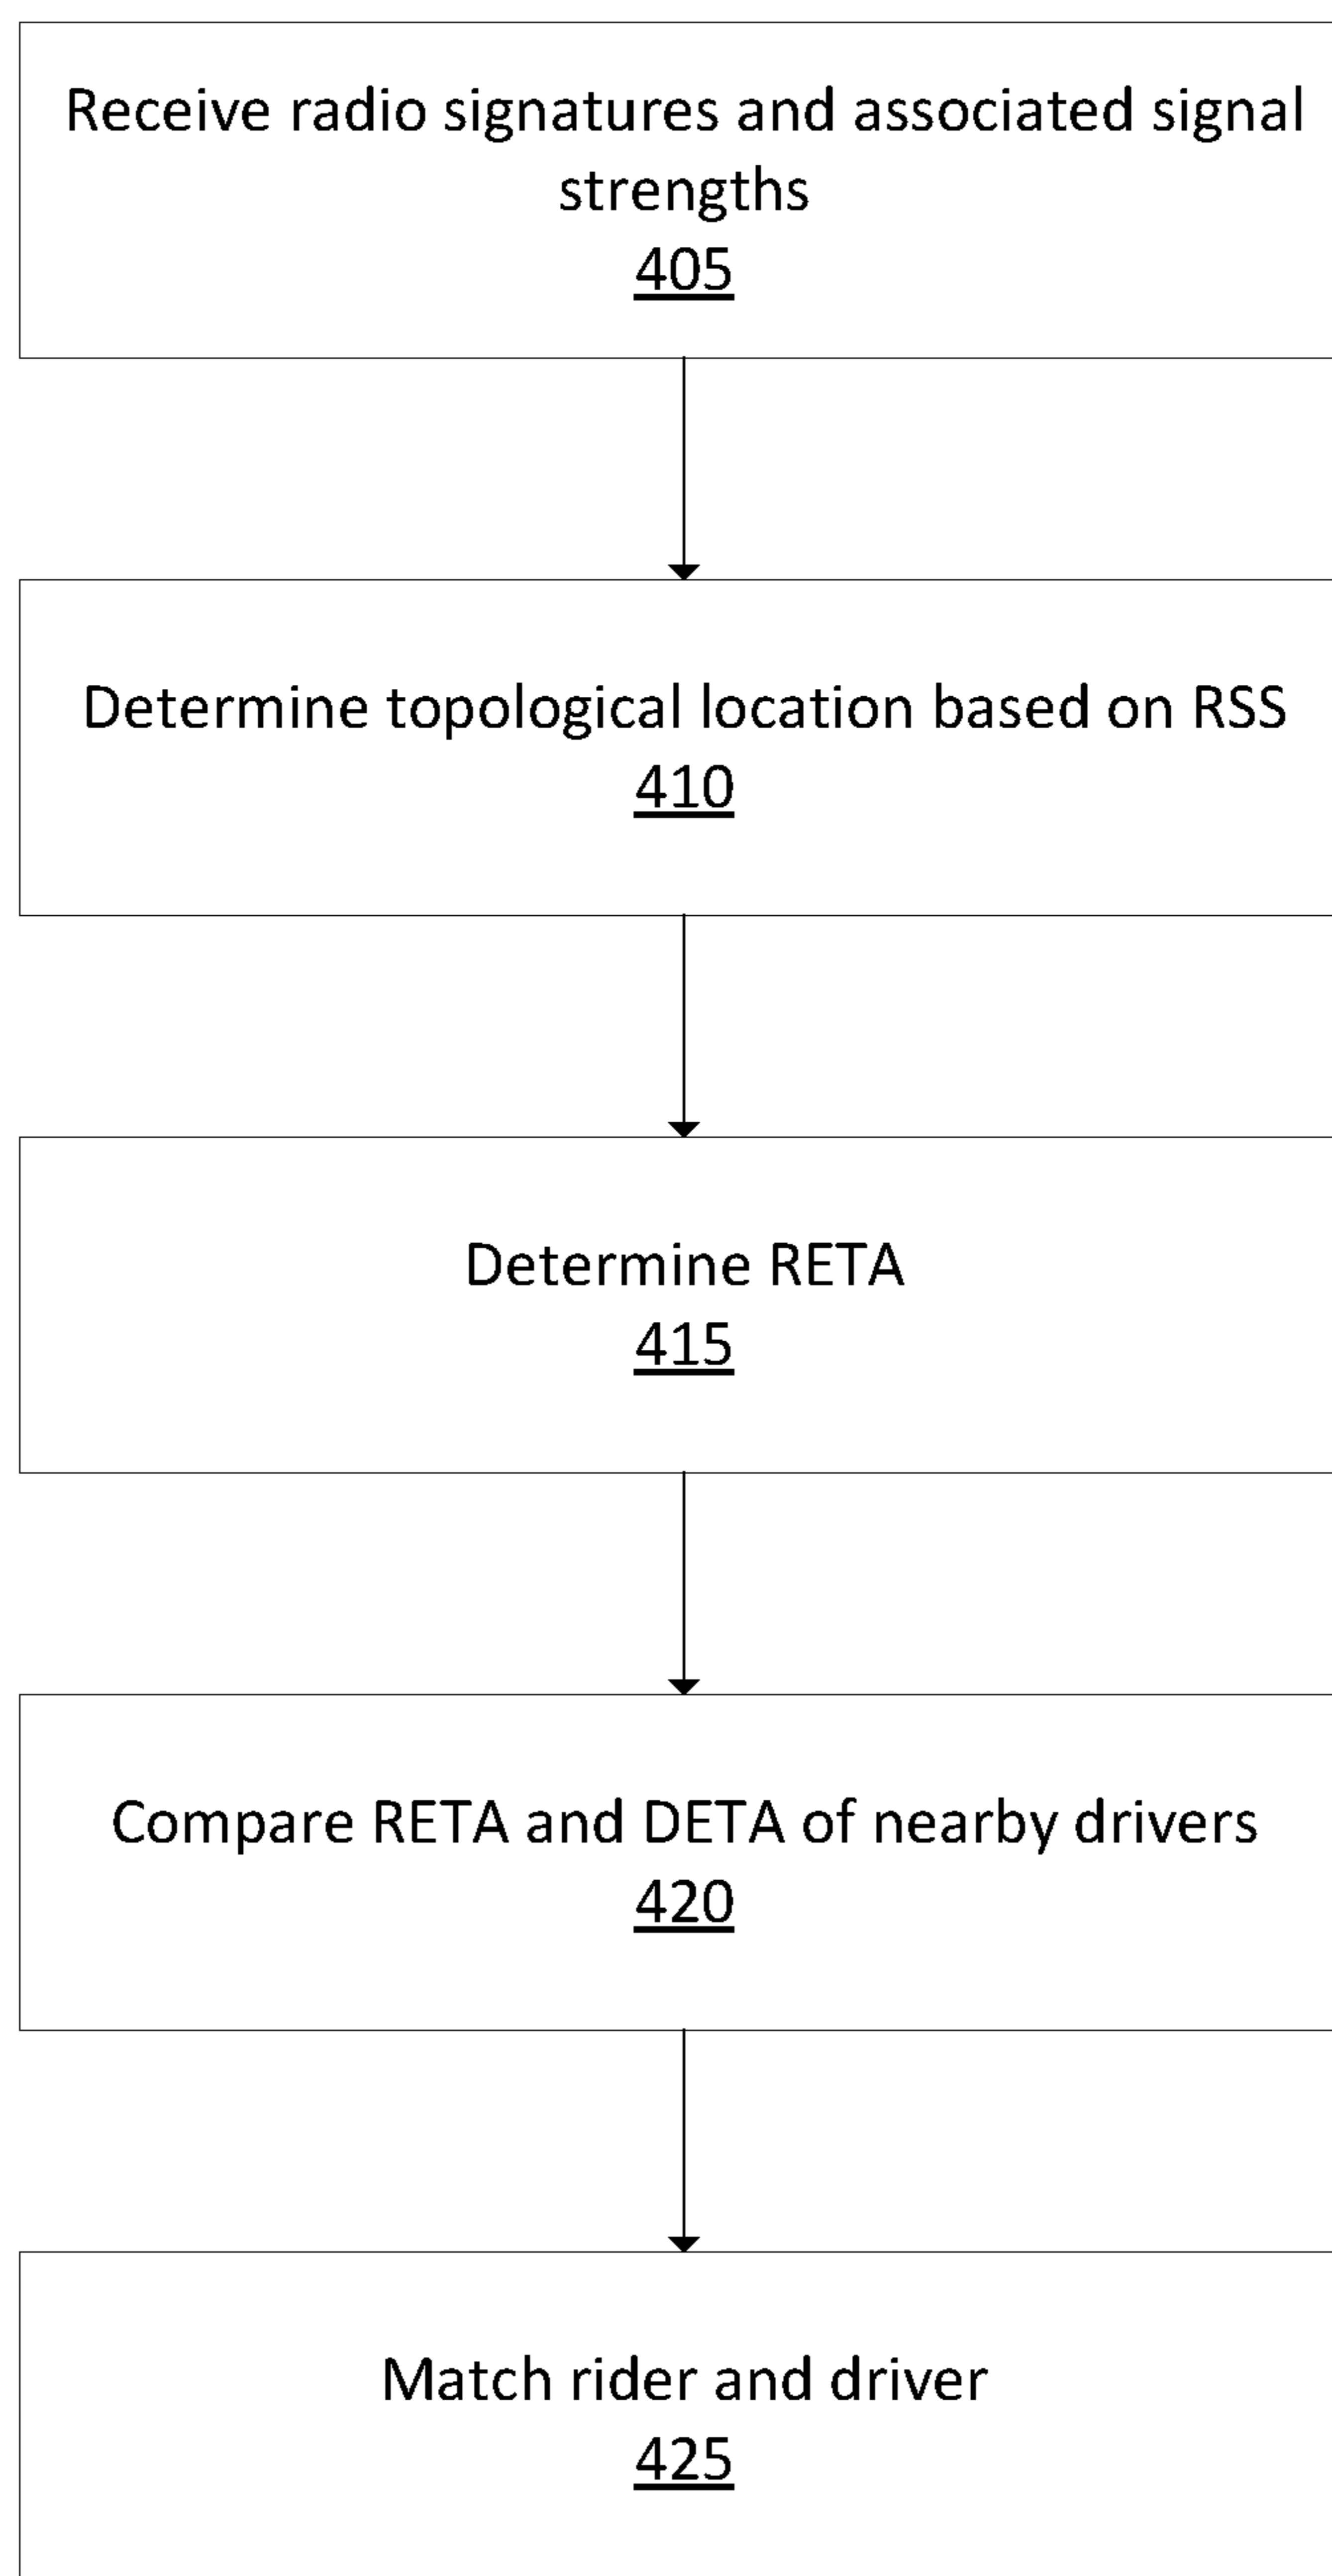 Receive radio signatures and associated signal
strengths
405
Determine topological location based on RSS
410
Determine RETA
415
Compare RETA and DETA of nearby drivers
420
Match rider and driver
425